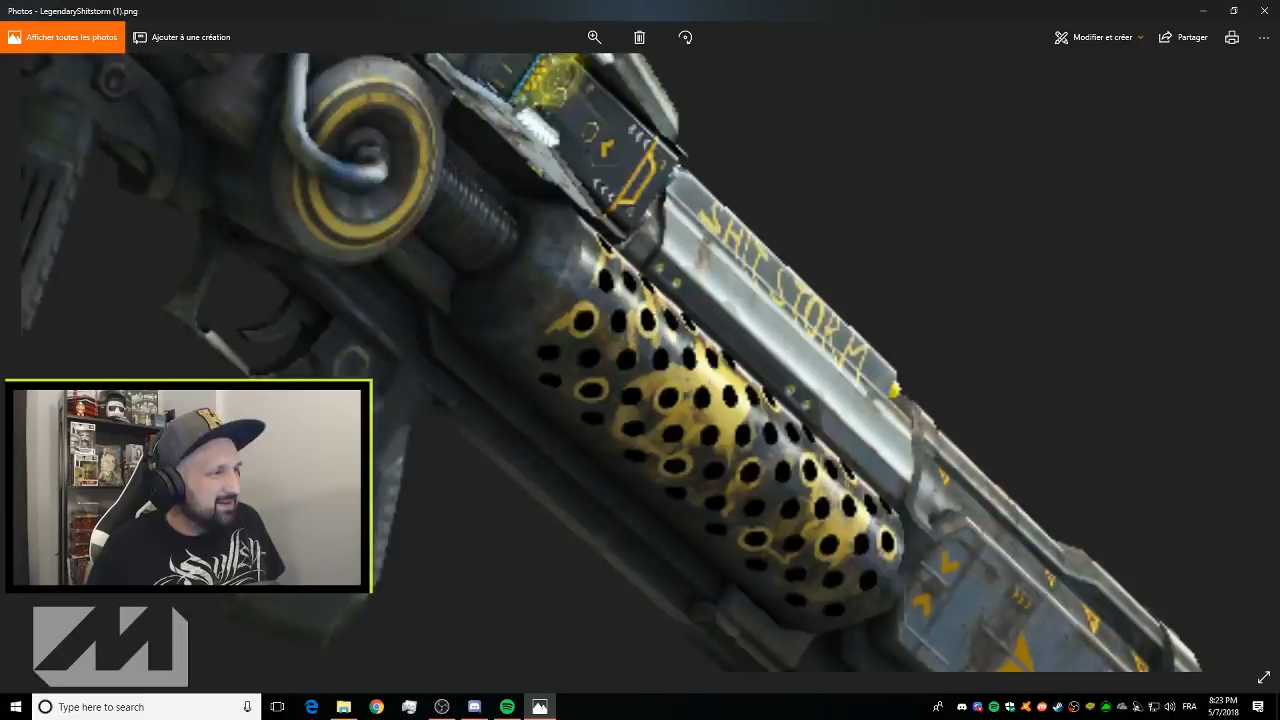 Photos - LegendaryShitstorm (1).png
Afficher toutes les photos
Ajouter à une création
Modifier et créer
Partager
SHIT STORM
Type here to search
FRA
8:23 PM
5/7/2018